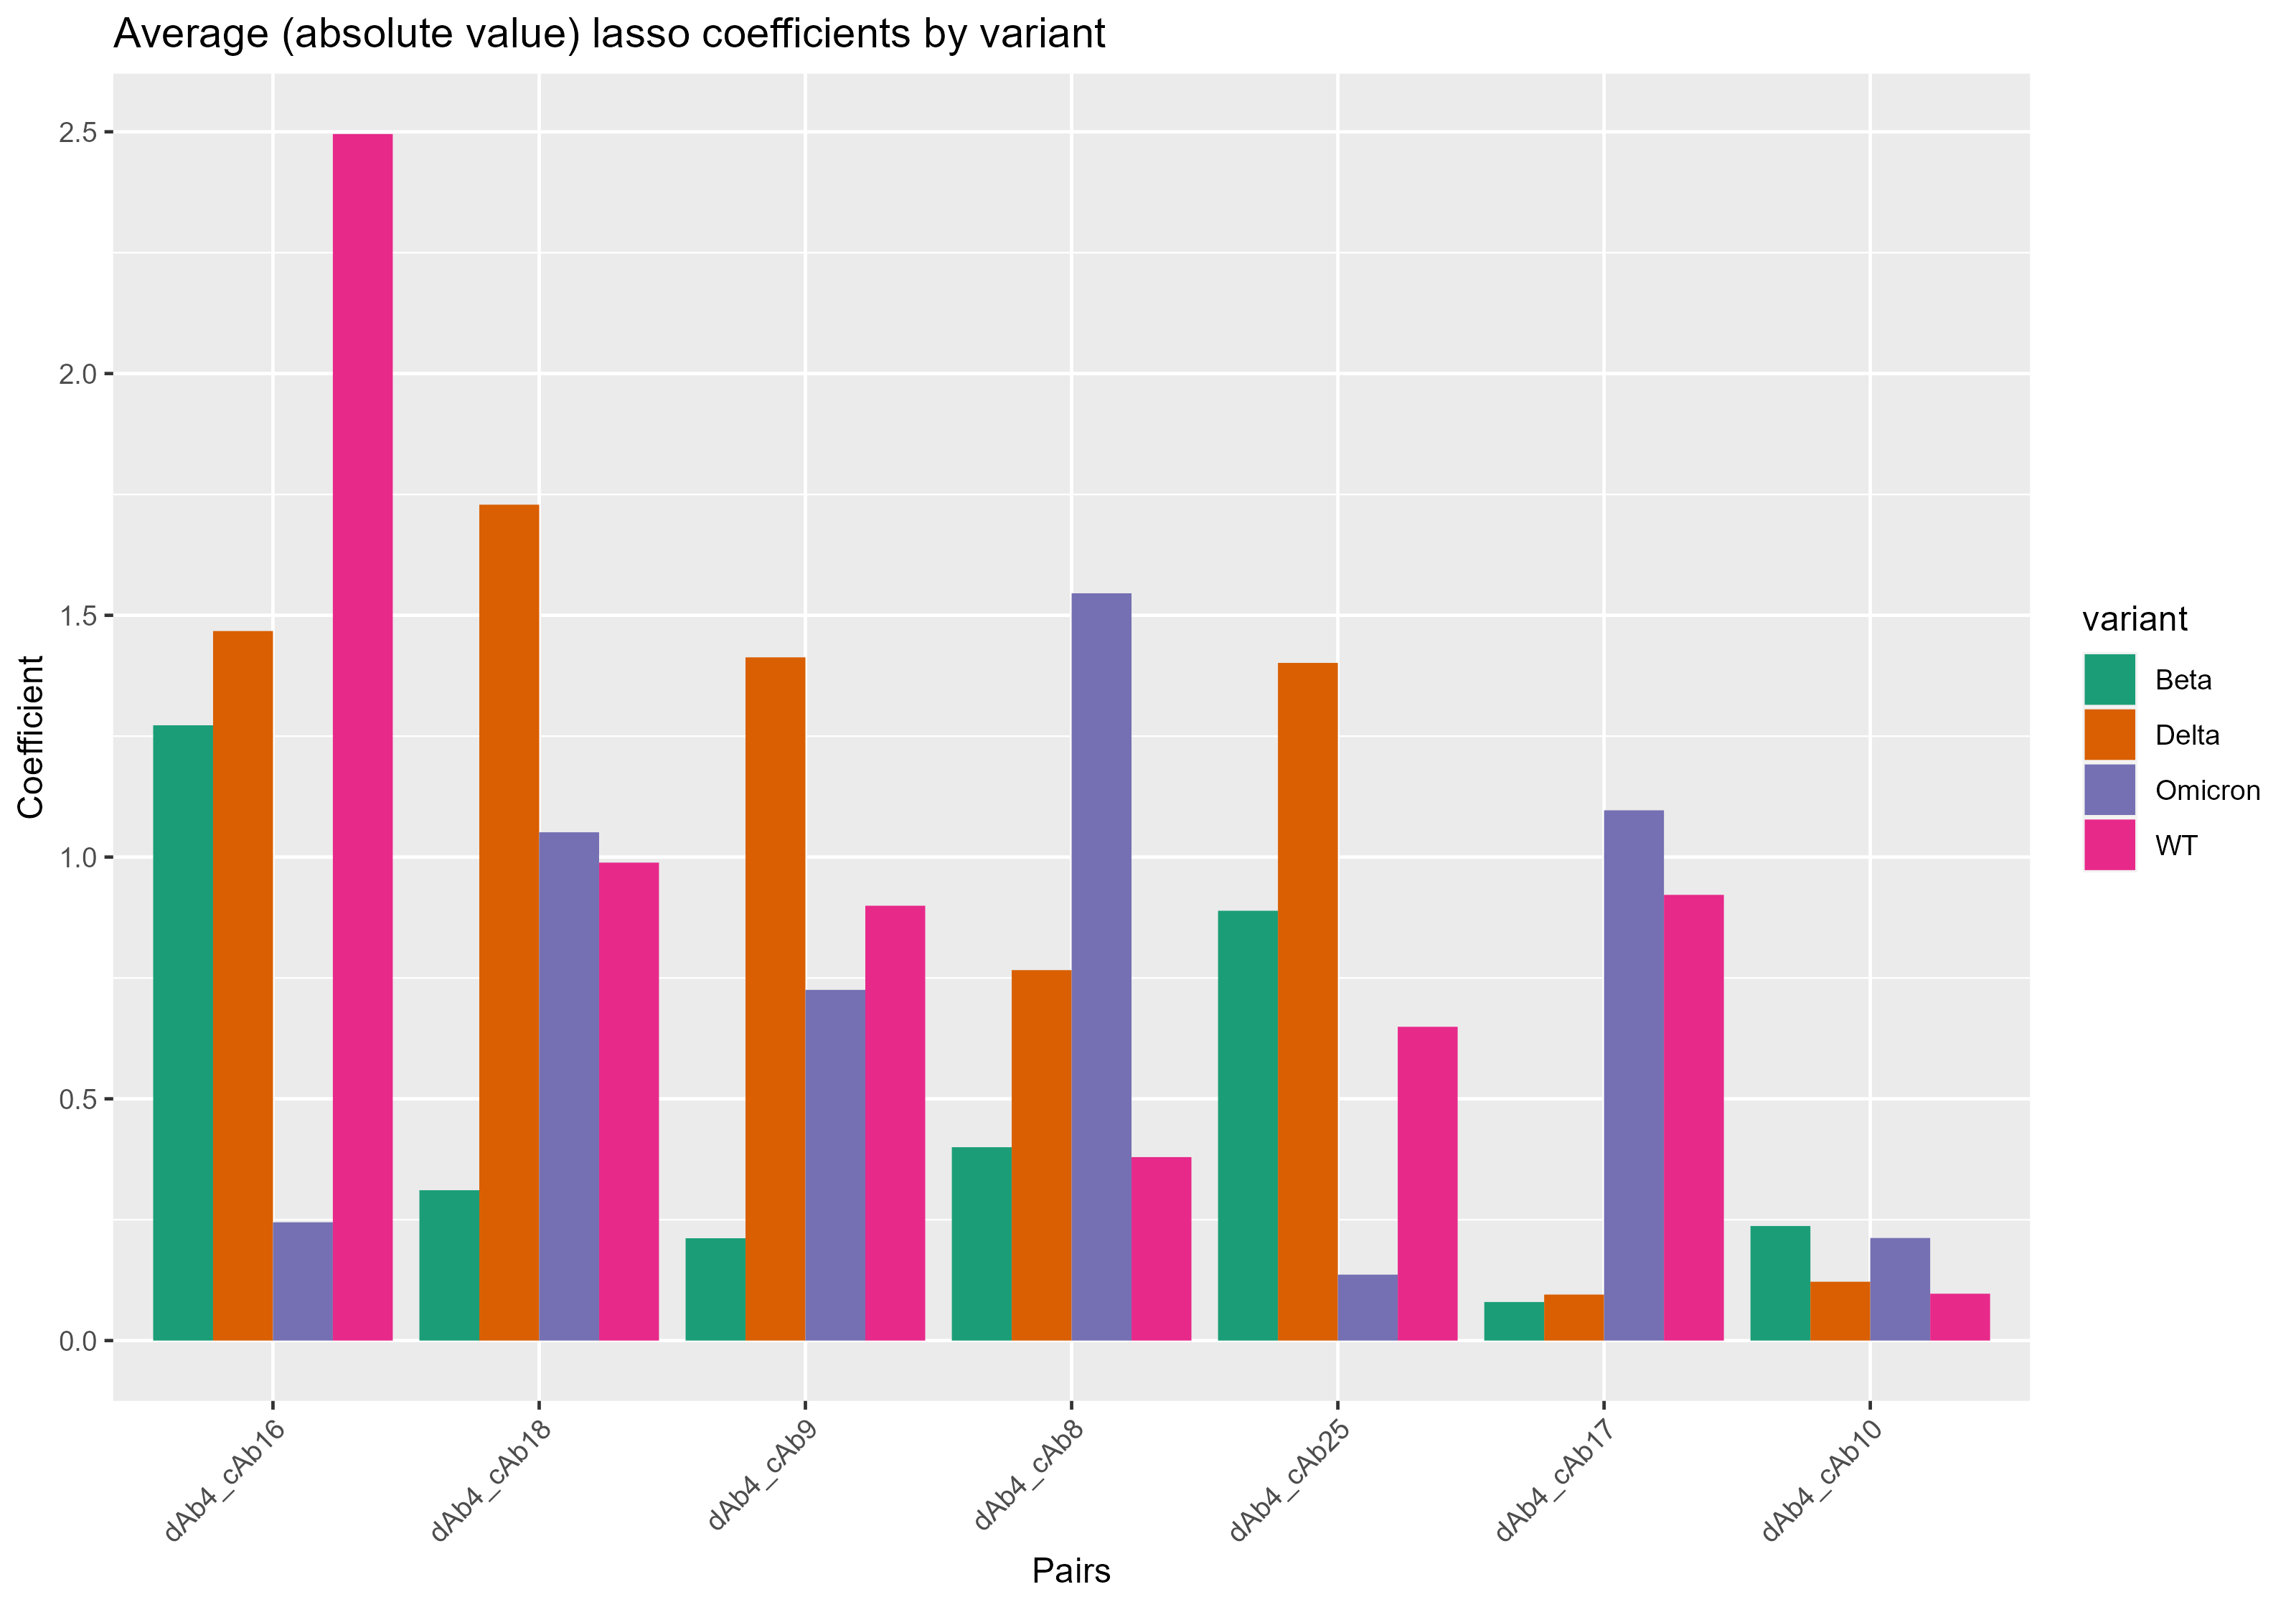 Average (absolute value) lasso coefficients by variant
2.5
2.0
1.5
1.0
0.5
0.0
Coefficient
dAb4_cAb16
dAb4_cAb18
dAb4_cAb9
dAb4_cAb8
dAb4_cAb25
dAb4_cAb17
dAb4_cAb10
Pairs
variant
Beta
Delta
Omicron
WT